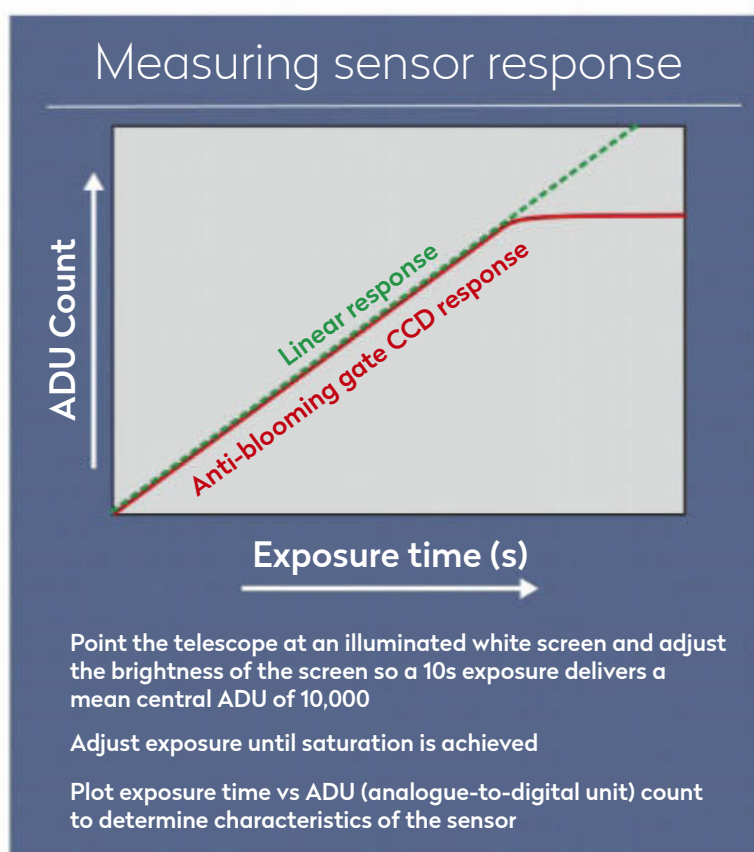 Measuring sensor response
ADU Count
Linear response
Anti-blooming gate CCD response
Exposure time (s)
Point the telescope at an illuminated white screen and adjust
the brightness of the screen so a 10s exposure delivers a
mean central ADU of 10,000
Adjust exposure until saturation is achieved
Plot exposure time vs ADU (analogue-to-digital unit) count
to determine characteristics of the sensor